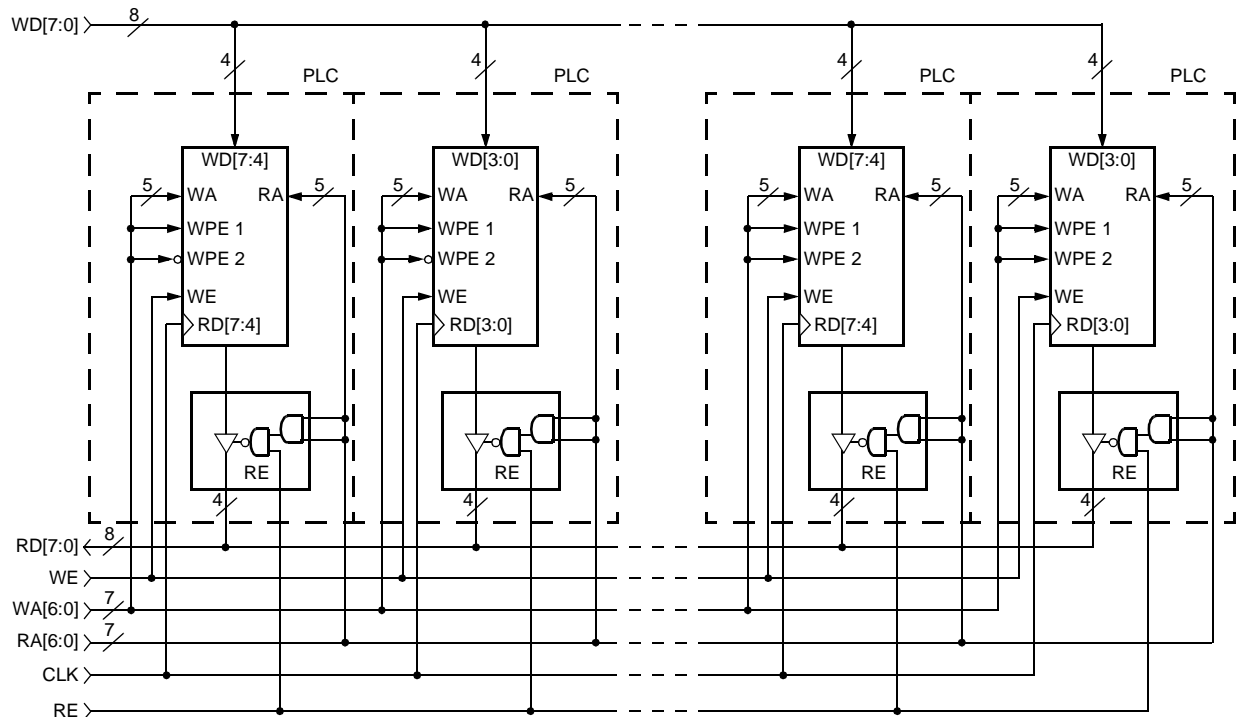 WD[7:0] 8
4 4 4 4
PLC PLC PLC PLC
WD[7:4] WD[3:0] WD[7:4] WD[3:0]
5 WA RA 5 5 WA RA 5 5 WA RA 5 5 WA RA 5
WPE 1 WPE 1 WPE 1 WPE 1
WPE 2 WPE 2 WPE 2 WPE 2
WE WE WE WE
RD[7:4] RD[3:0] RD[7:4] RD[3:0]
RE RE RE RE
4 4 4 4
RD[7:0] 8
WE
WA[6:0] 7
RA[6:0] 7
CLK
RE